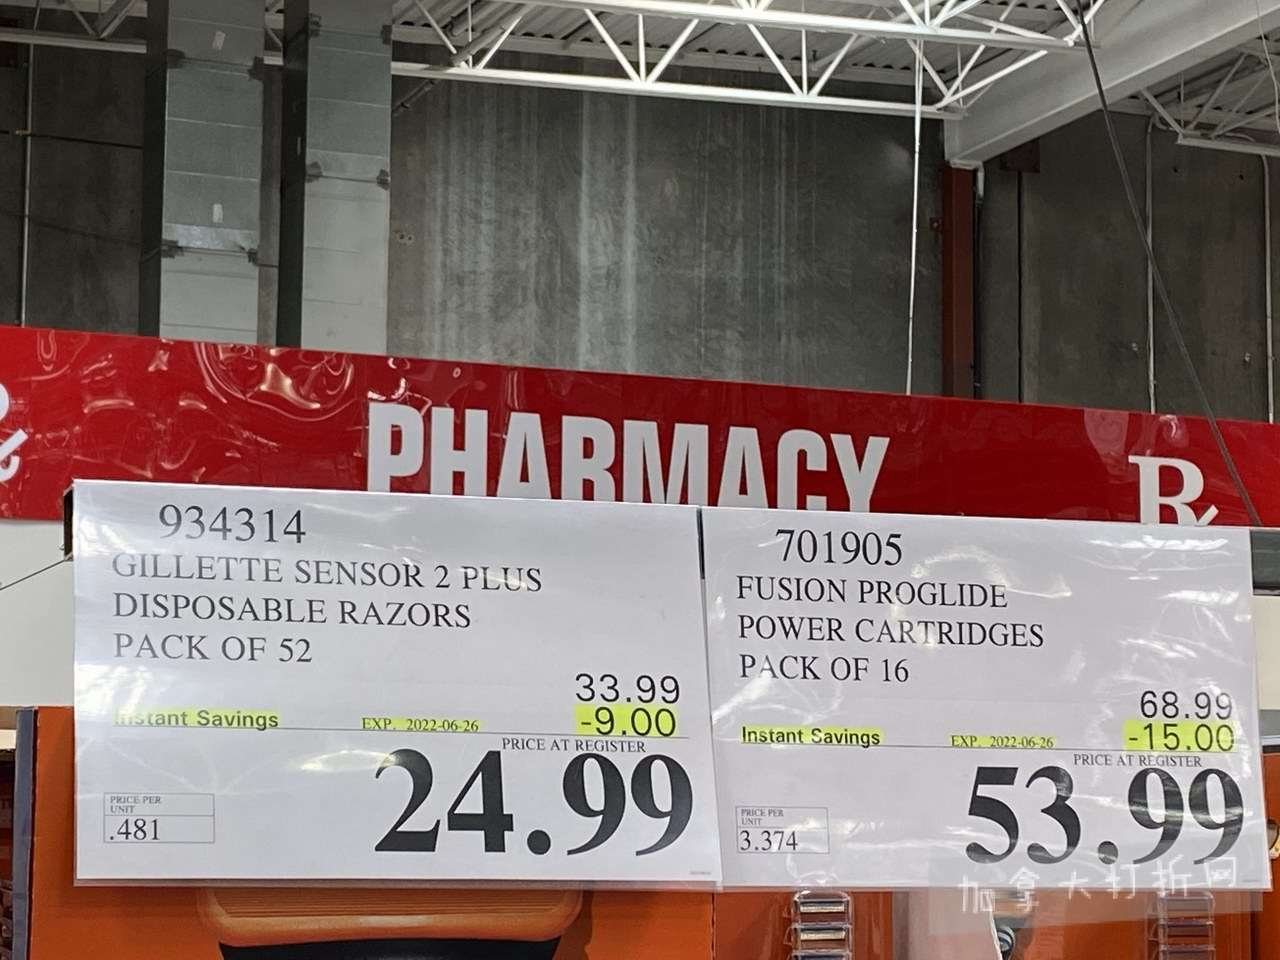 PHARMACY
Rx
934314
GILLETTE SENSOR 2 PLUS
DISPOSABLE RAZORS
PACK OF 52
33.99
Instant Savings EXP. 2022-06-26 -9.00
PRICE AT REGISTER
24.99
PRICE PER
UNIT
.481
701905
FUSION PROGLIDE
POWER CARTRIDGES
PACK OF 16
68.99
Instant Savings EXP. 2022-06-26 -15.00
PRICE AT REGISTER
53.99
PRICE PER
UNIT
3.374
加拿大打折网